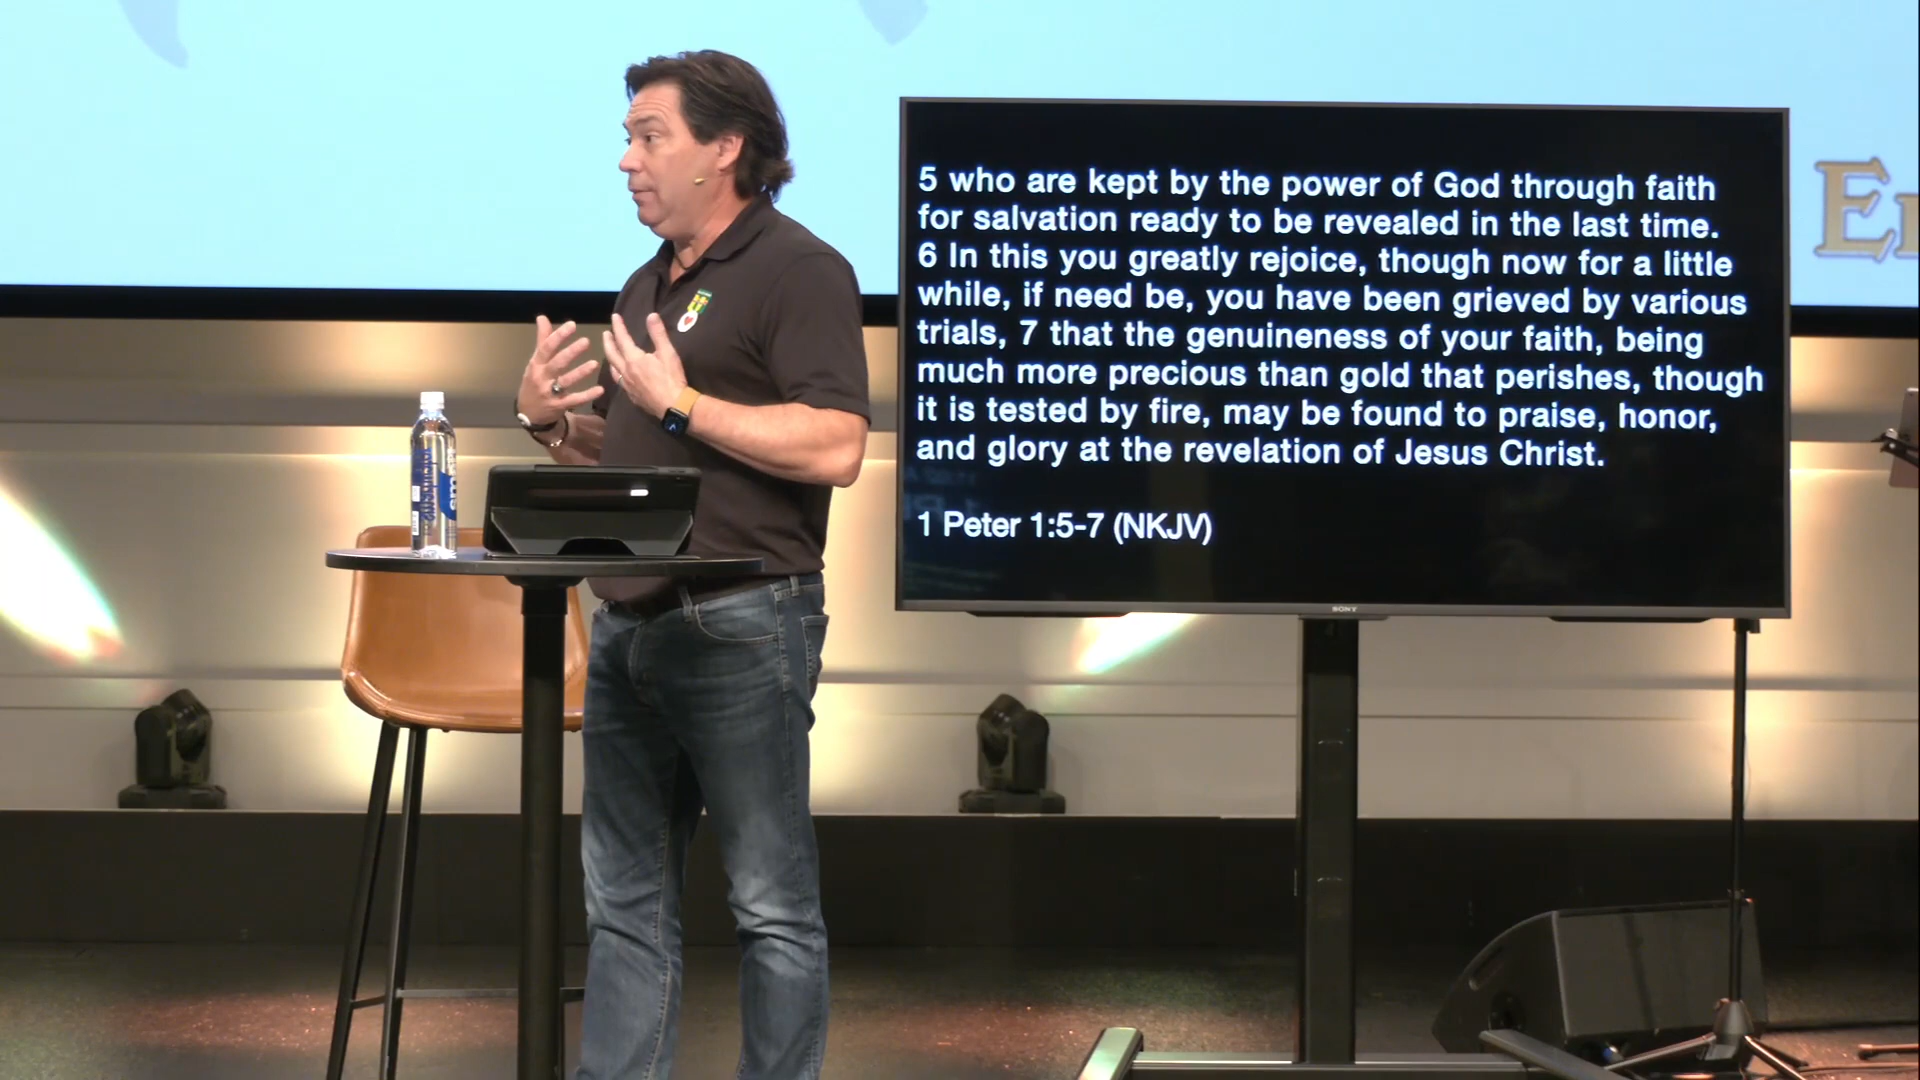 5 who are kept by the power of God through faith
for salvation ready to be revealed in the last time.
6 In this you greatly rejoice, though now for a little
while, if need be, you have been grieved by various
trials, 7 that the genuineness of your faith, being
much more precious than gold that perishes, though
it is tested by fire, may be found to praise, honor,
and glory at the revelation of Jesus Christ.
1 Peter 1:5-7 (NKJV)
SONY